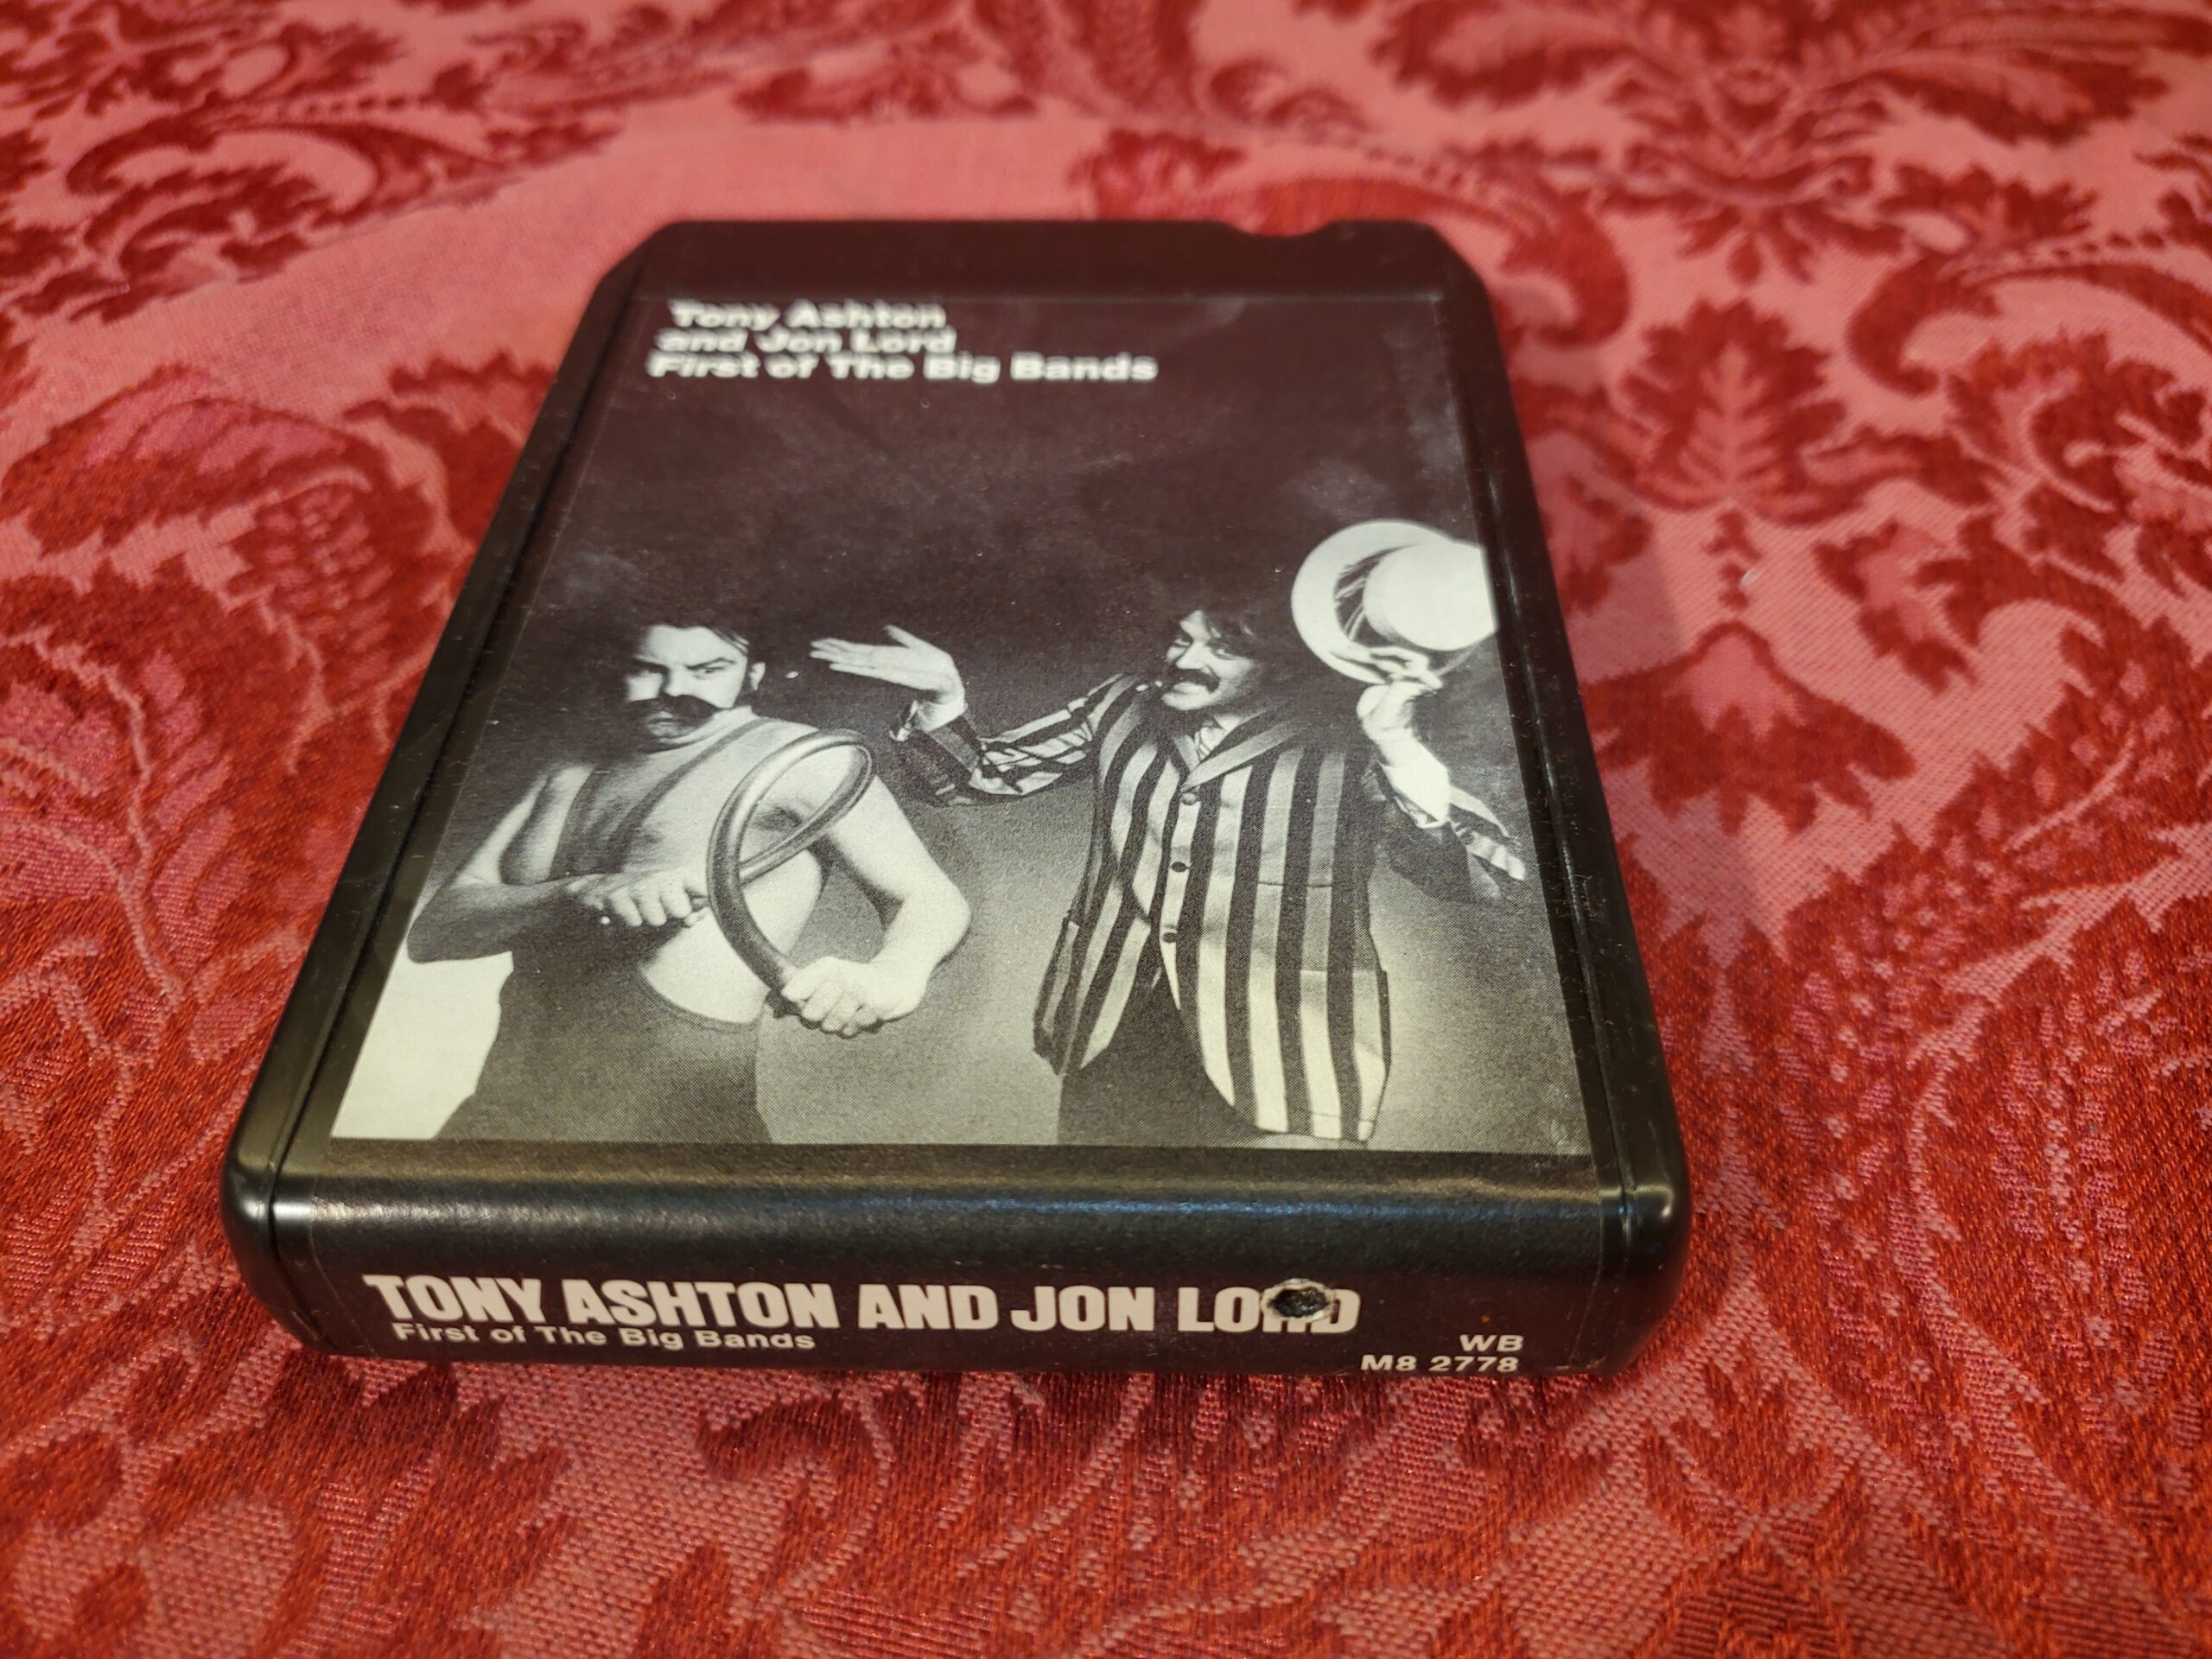 Tony Ashton
and Jon Lord
First of The Big Bands
TONY ASHTON AND JON LORD
First of The Big Bands
WB
M8 2778